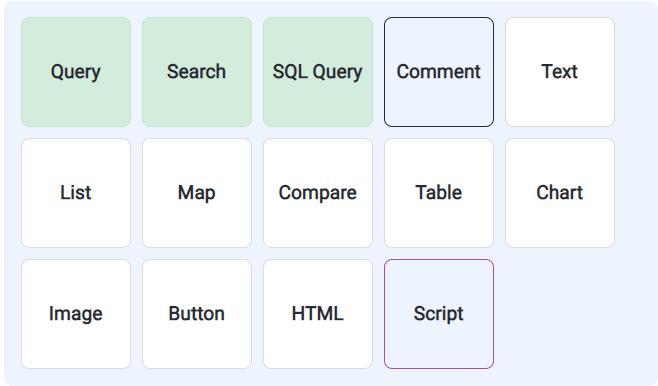 Query
Search
SQL Query
Comment
Text
List
Map
Compare
Table
Chart
Image
Button
HTML
Script